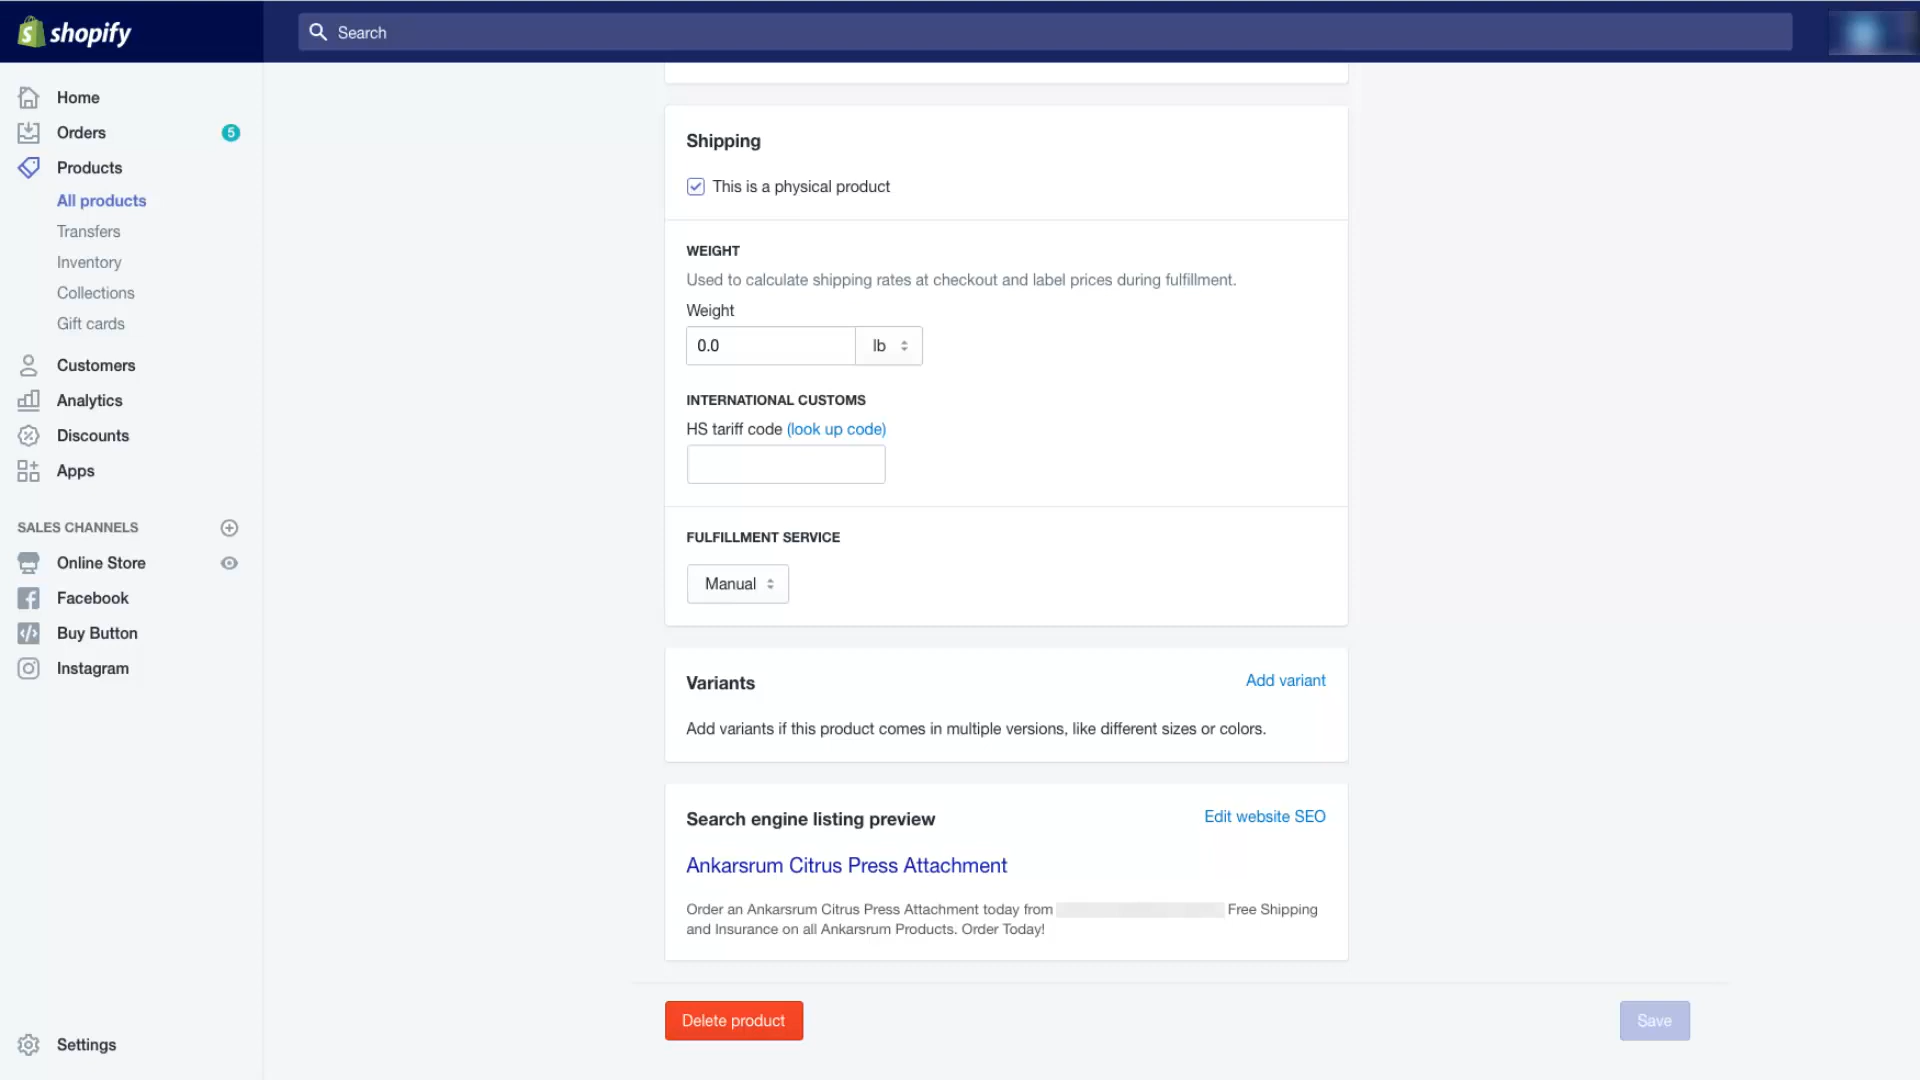 shopify
Search
Home
Orders
5
Products
All products
Transfers
Inventory
Collections
Gift cards
Customers
Analytics
Discounts
Apps
SALES CHANNELS
Online Store
Facebook
Buy Button
Instagram
Settings
Shipping
This is a physical product
WEIGHT
Used to calculate shipping rates at checkout and label prices during fulfillment.
Weight
0.0 lb
INTERNATIONAL CUSTOMS
HS tariff code (look up code)
FULFILLMENT SERVICE
Manual
Variants
Add variant
Add variants if this product comes in multiple versions, like different sizes or colors.
Search engine listing preview
Edit website SEO
Ankarsrum Citrus Press Attachment
Order an Ankarsrum Citrus Press Attachment today from Free Shipping
and Insurance on all Ankarsrum Products. Order Today!
Delete product
Save